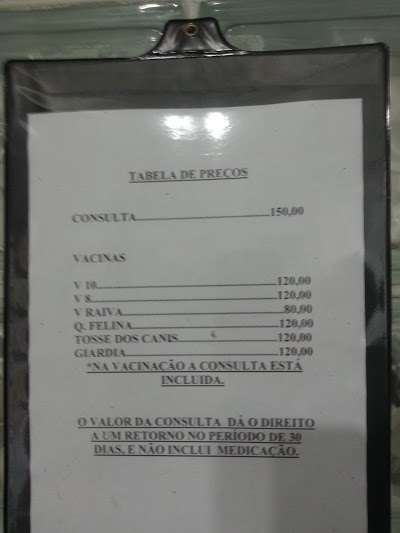 TABELA DE PREÇOS
CONSULTA..................................................150,00
VACINAS
V 10................................................................120,00
V 8..................................................................120,00
V RAIVA..........................................................80,00
Q. FELINA......................................................120,00
TOSSE DOS CANIS.....................................120,00
GIARDIA.........................................................120,00
*NA VACINAÇÃO A CONSULTA ESTÁ
INCLUIDA.
O VALOR DA CONSULTA DÁ O DIREITO
A UM RETORNO NO PERÍODO DE 30
DIAS, E NÃO INCLUI MEDICAÇÃO.